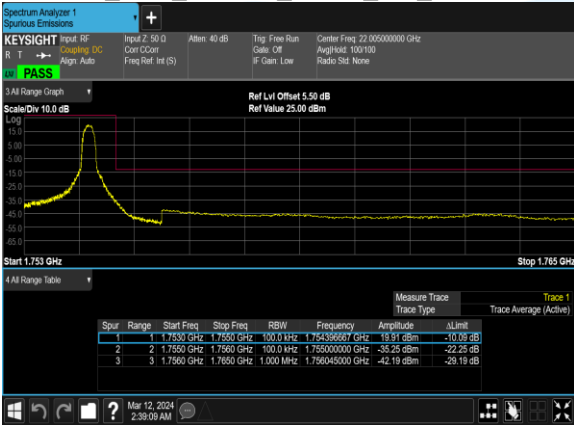 Spectrum Analyzer 1
Spurious Emissions
KEYSIGHT Input: RF Input Z: 50 Ω Atten: 40 dB Trig: Free Run Center Freq: 22.005000000 GHz
R T Coupling: DC Corr CCorr Gate: Off Avg|Hold: 100/100
Align: Auto Freq Ref: Int (S) IF Gain: Low Radio Std: None
LW PASS
3 All Range Graph
Ref Lvl Offset 5.50 dB
Scale/Div 10.0 dB Ref Value 25.00 dBm
Log
15.0
5.00
-5.00
-15.0
-25.0
-35.0
-45.0
-55.0
-65.0
Start 1.753 GHz Stop 1.765 GHz
4 All Range Table
Measure Trace Trace 1
Trace Type Trace Average (Active)
Spur Range Start Freq Stop Freq RBW Frequency Amplitude ΔLimit
1 1 1.7530 GHz 1.7550 GHz 100.0 kHz 1.754396667 GHz 19.91 dBm -10.09 dB
2 2 1.7550 GHz 1.7560 GHz 100.0 kHz 1.755000000 GHz -35.25 dBm -22.25 dB
3 3 1.7560 GHz 1.7650 GHz 1.000 MHz 1.756045000 GHz -42.19 dBm -29.19 dB
Mar 12, 2024
2:39:09 AM